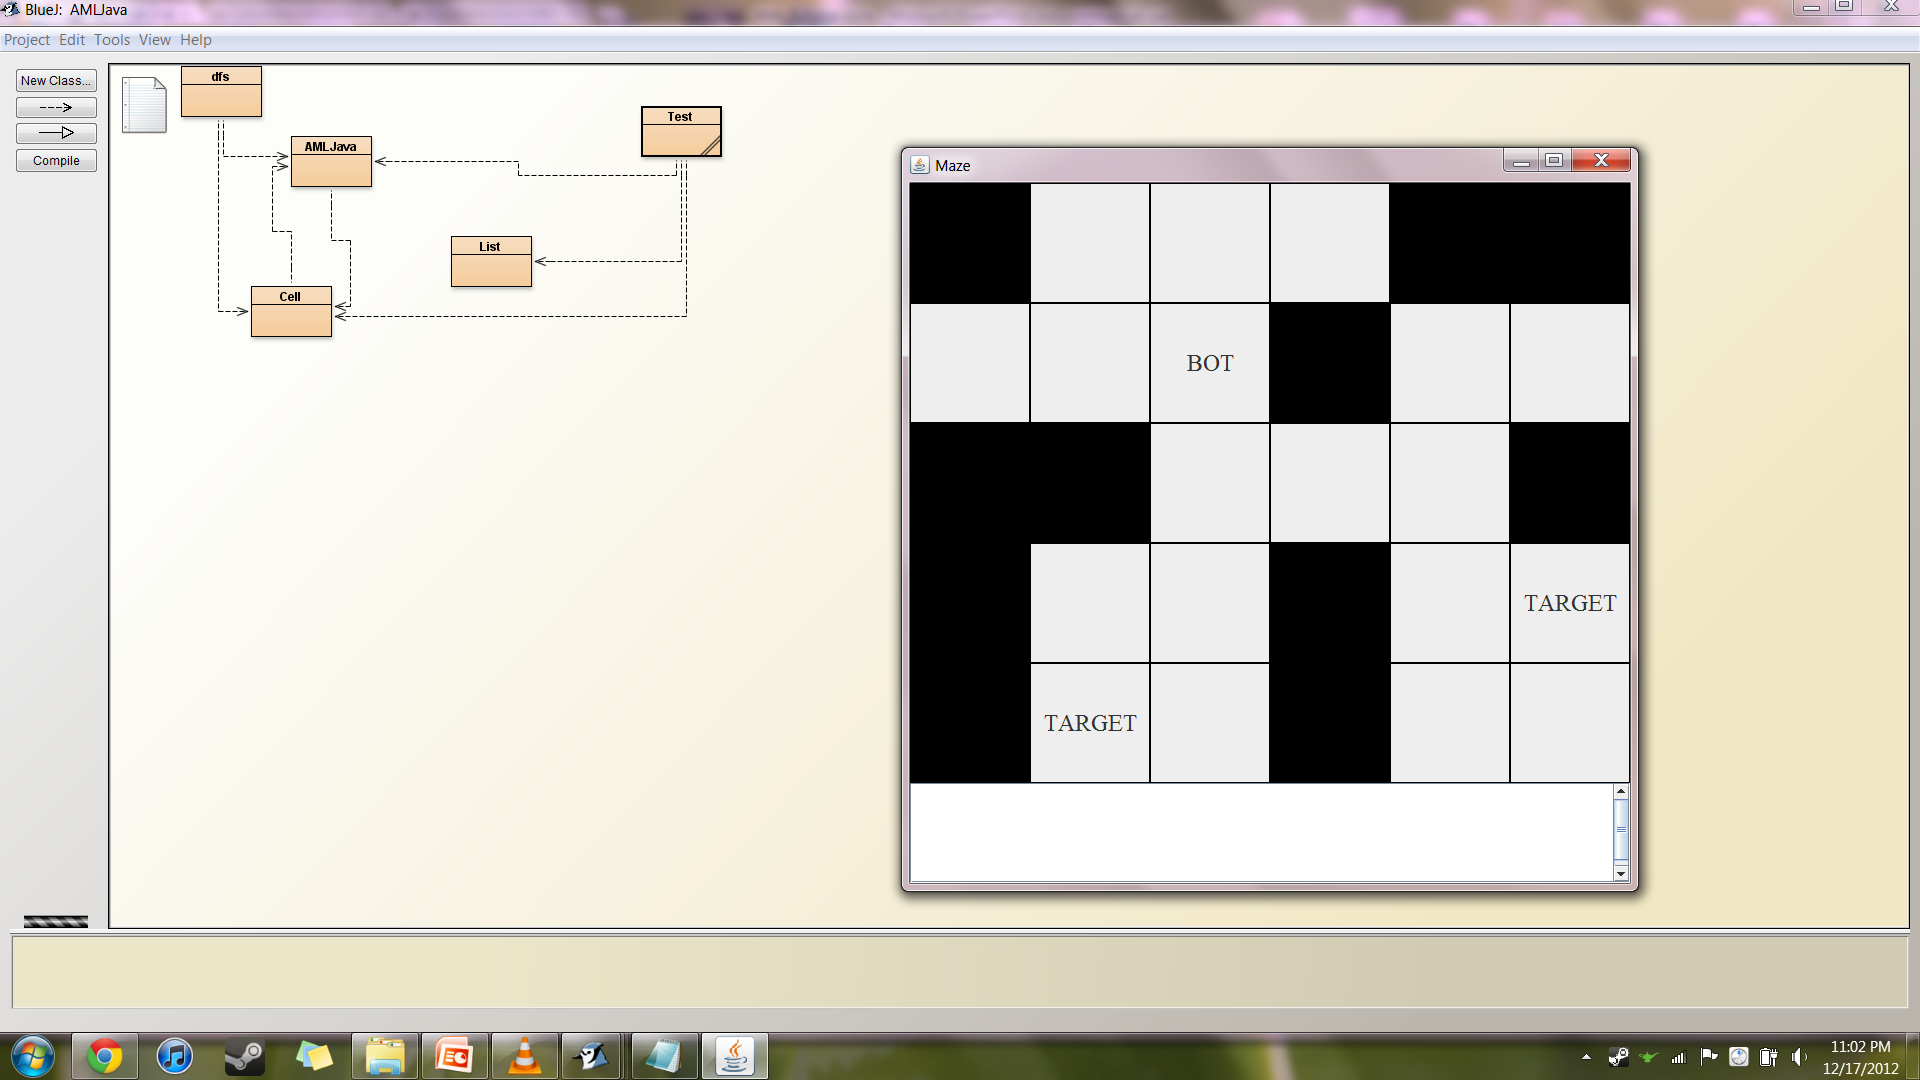 BlueJ: AMLJava
Project Edit Tools View Help
New Class...
Compile
dfs
AMLJava
Test
List
Cell
Maze
BOT
TARGET
TARGET
11:02 PM
12/17/2012